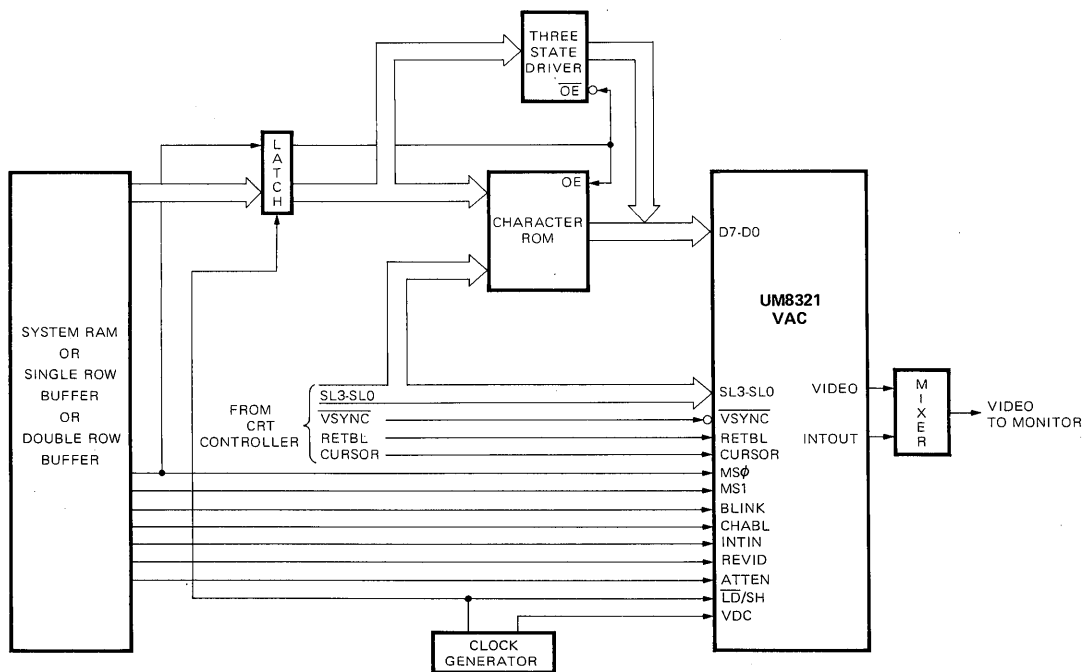 THREE
STATE
DRIVER
OE
LATCH
OE
CHARACTER
ROM
D7-D0
UM8321
VAC
SYSTEM RAM
OR
SINGLE ROW
BUFFER
OR
DOUBLE ROW
BUFFER
FROM
CRT
CONTROLLER
SL3-SL0
VSYNC
RETBL
CURSOR
SL3-SL0
VSYNC
RETBL
CURSOR
MSϕ
MS1
BLINK
CHABL
INTIN
REVID
ATTEN
LD/SH
VDC
VIDEO
INTOUT
MIXER
VIDEO
TO MONITOR
CLOCK
GENERATOR